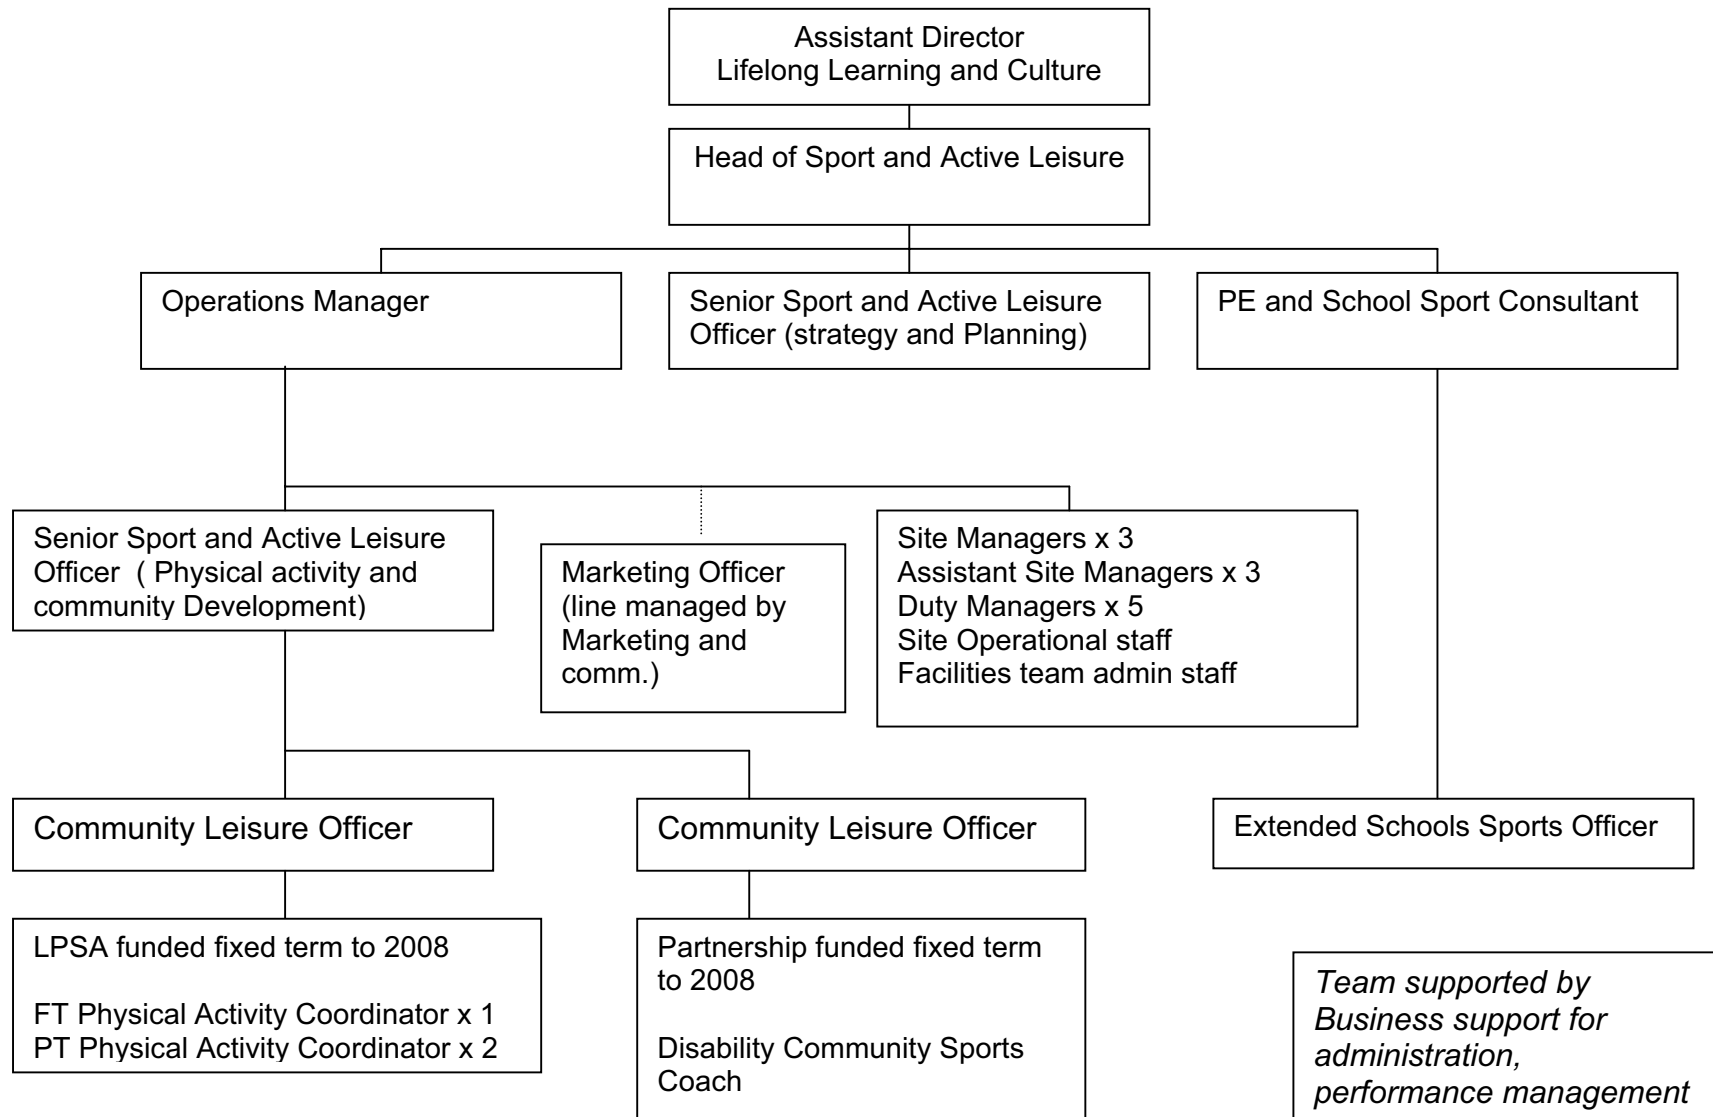 Assistant Director
Lifelong Learning and Culture
Head of Sport and Active Leisure
Operations Manager
Senior Sport and Active Leisure
Officer (strategy and Planning)
PE and School Sport Consultant
Senior Sport and Active Leisure
Officer  ( Physical activity and
community Development)
Marketing Officer
(line managed by
Marketing and
comm.)
Site Managers x 3
Assistant Site Managers x 3
Duty Managers x 5
Site Operational staff
Facilities team admin staff
Community Leisure Officer
Community Leisure Officer
Extended Schools Sports Officer
LPSA funded fixed term to 2008
FT Physical Activity Coordinator x 1
PT Physical Activity Coordinator x 2
Partnership funded fixed term
to 2008
Disability Community Sports
Coach
Team supported by
Business support for
administration,
performance management